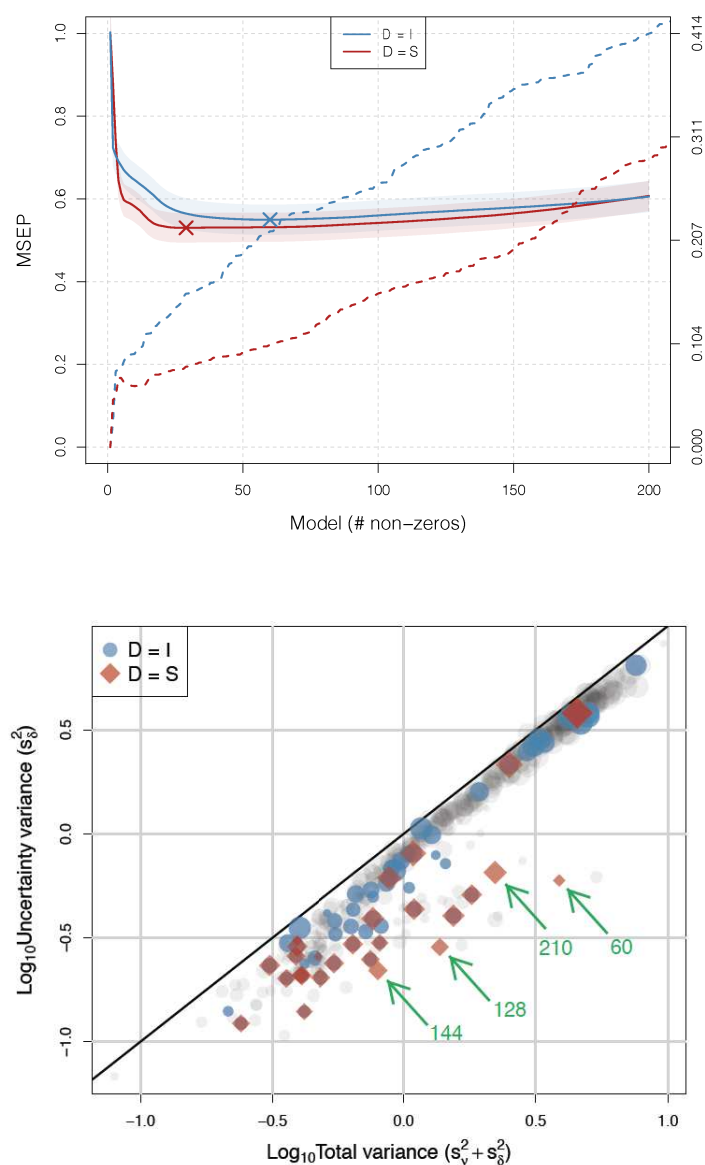 D = I
D = S
MSEP
1.0
0.8
0.6
0.4
0.2
0.0
0.414
0.311
0.207
0.104
0.000
0 50 100 150 200
Model (# non−zeros)
D = I
D = S
Log10Uncertainty variance (s²δ)
0.5
0.0
−0.5
−1.0
210
60
128
144
−1.0 −0.5 0.0 0.5 1.0
Log10Total variance (s²ν + s²δ)